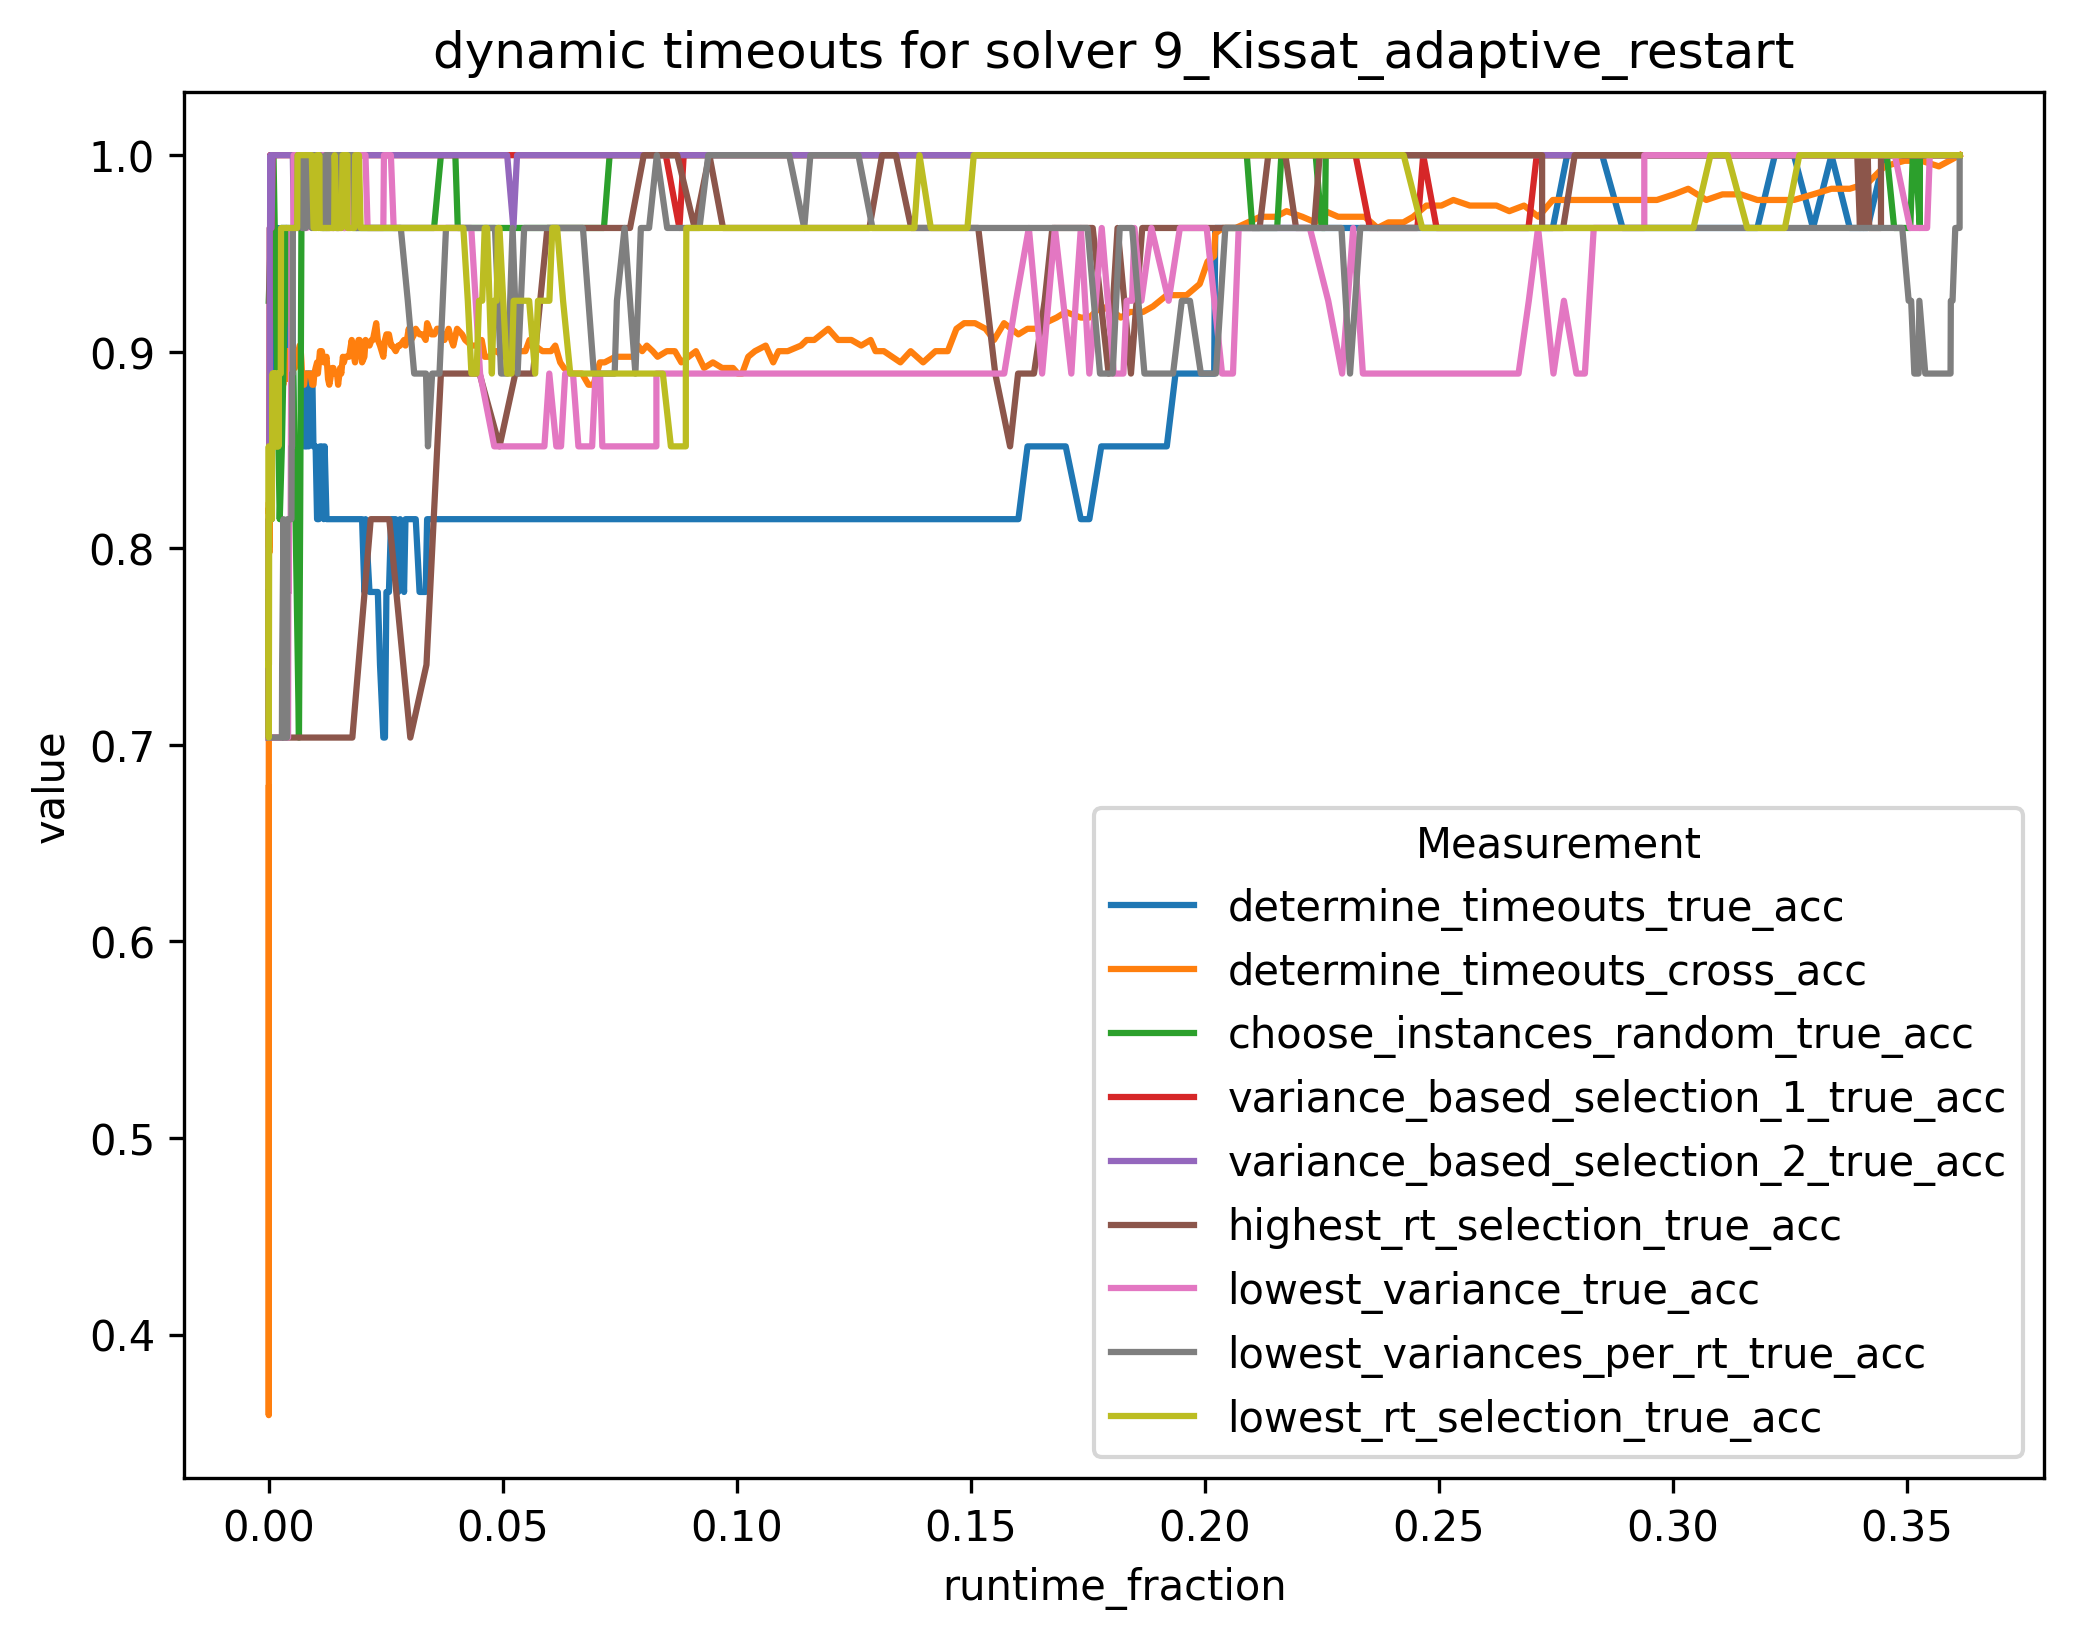 dynamic timeouts for solver 9_Kissat_adaptive_restart
1.0
0.9
0.8
0.7
0.6
0.5
0.4
value
Measurement
determine_timeouts_true_acc
determine_timeouts_cross_acc
choose_instances_random_true_acc
variance_based_selection_1_true_acc
variance_based_selection_2_true_acc
highest_rt_selection_true_acc
lowest_variance_true_acc
lowest_variances_per_rt_true_acc
lowest_rt_selection_true_acc
0.00 0.05 0.10 0.15 0.20 0.25 0.30 0.35
runtime_fraction